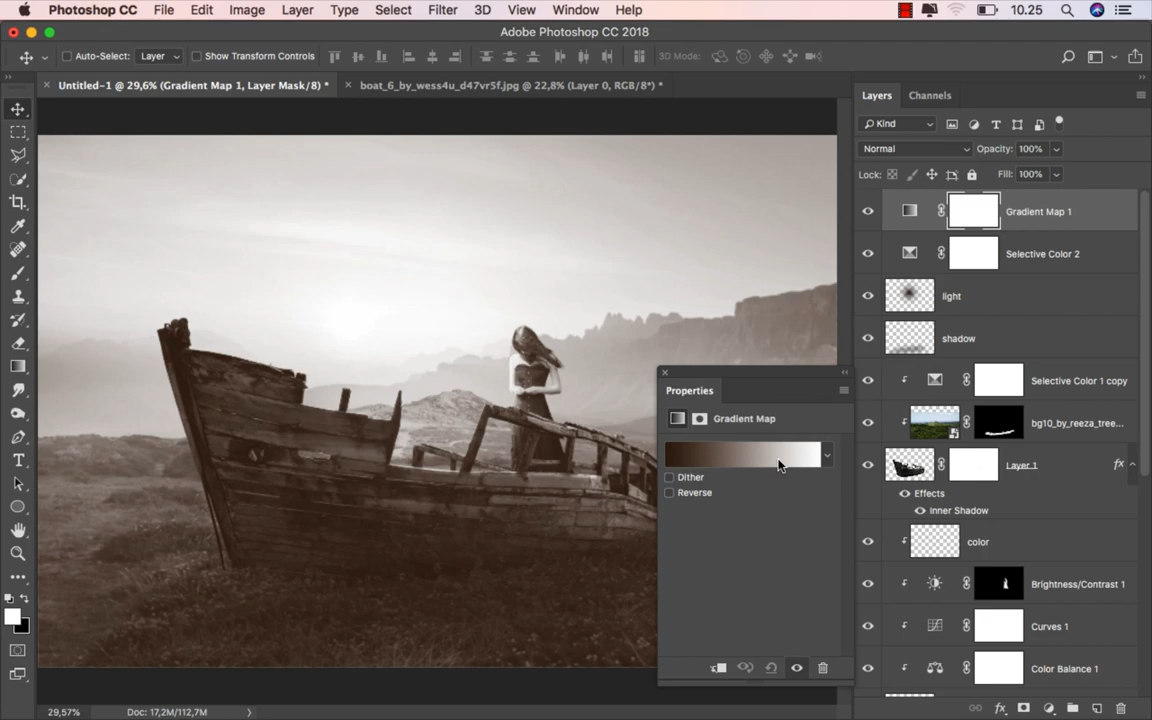 Photoshop CC File Edit Image Layer Type Select Filter 3D View Window Help 10.25
Adobe Photoshop CC 2018
Auto-Select: Layer Show Transform Controls 3D Mode:
Untitled-1 @ 29,6% (Gradient Map 1, Layer Mask/8) * boat_6_by_wess4u_d47vr5f.jpg @ 22,8% (Layer 0, RGB/8*) *
Layers Channels
Kind
Normal Opacity: 100%
Lock: Fill: 100%
Gradient Map 1
Selective Color 2
light
shadow
Selective Color 1 copy
bg10_by_reeza_tree...
Layer 1 fx
Effects
Inner Shadow
color
Brightness/Contrast 1
Curves 1
Color Balance 1
Properties
Gradient Map
Dither
Reverse
29,57% Doc: 17,2M/112,7M